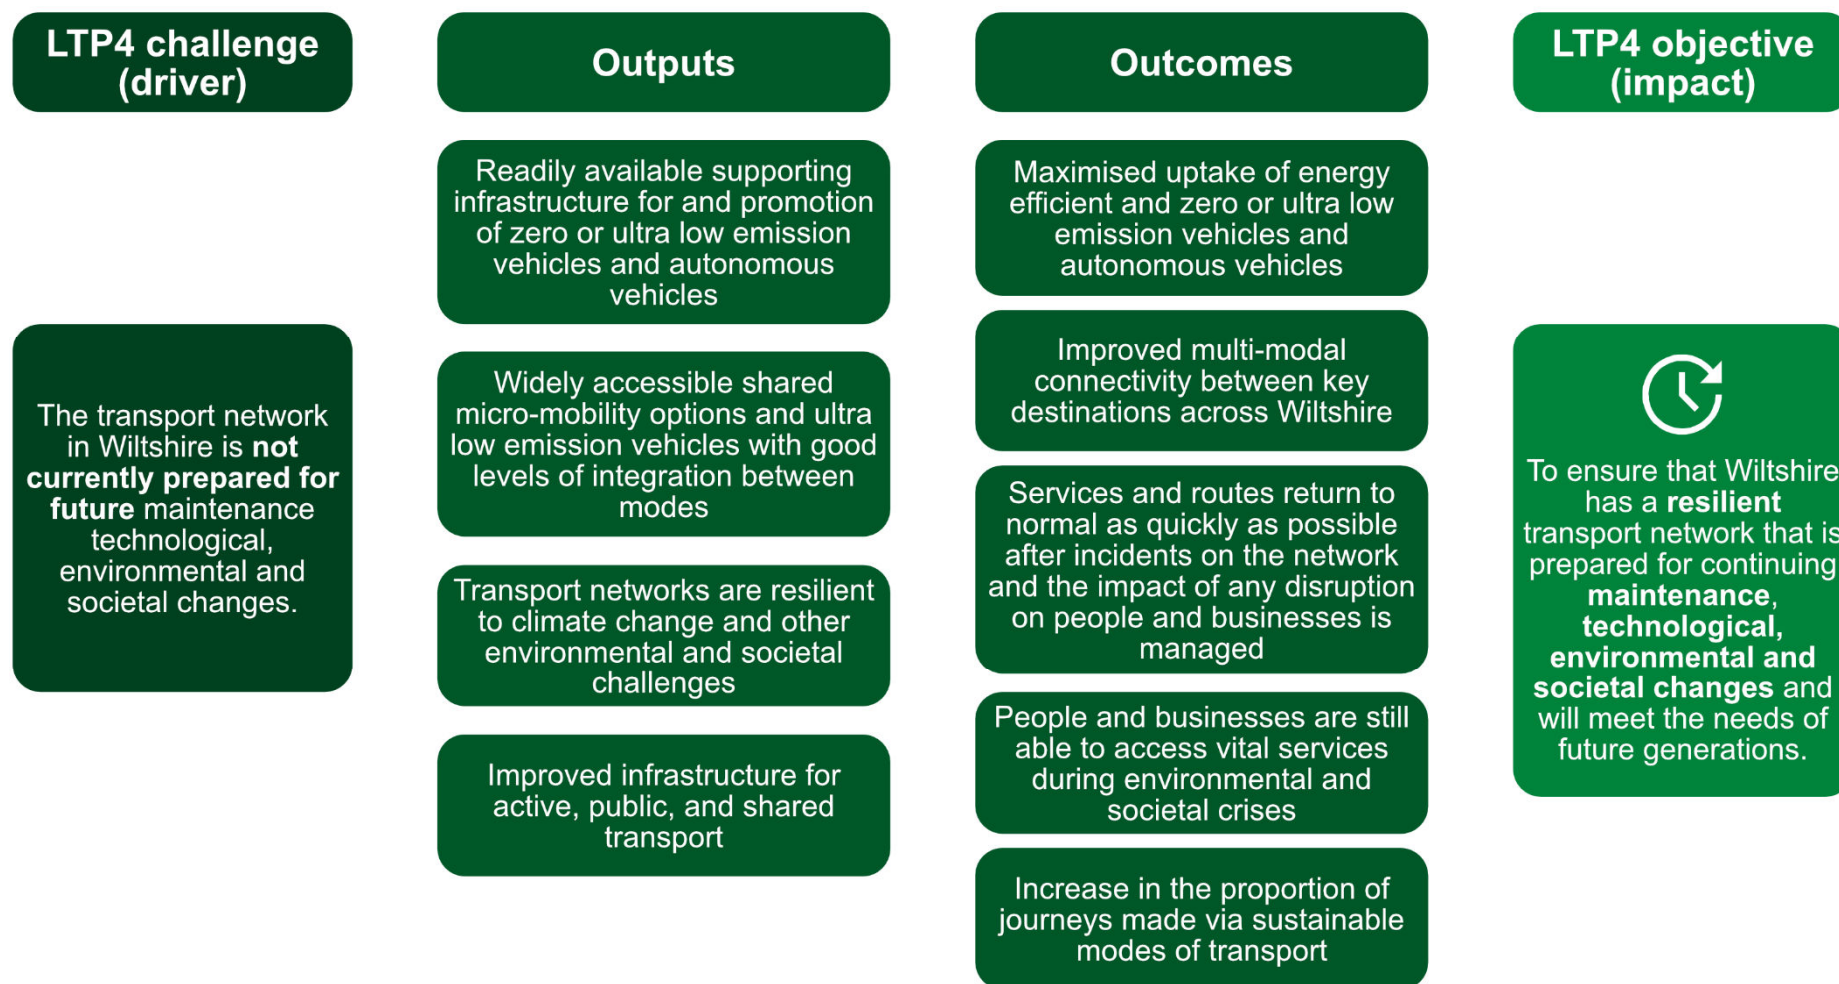 LTP4 challenge
(driver)
Outputs
Outcomes
LTP4 objective
(impact)
The transport network
in Wiltshire is not
currently prepared for
future maintenance
technological,
environmental and
societal changes.
Readily available supporting
infrastructure for and promotion
of zero or ultra low emission
vehicles and autonomous
vehicles
Widely accessible shared
micro-mobility options and ultra
low emission vehicles with good
levels of integration between
modes
Transport networks are resilient
to climate change and other
environmental and societal
challenges
Improved infrastructure for
active, public, and shared
transport
Maximised uptake of energy
efficient and zero or ultra low
emission vehicles and
autonomous vehicles
Improved multi-modal
connectivity between key
destinations across Wiltshire
Services and routes return to
normal as quickly as possible
after incidents on the network
and the impact of any disruption
on people and businesses is
managed
People and businesses are still
able to access vital services
during environmental and
societal crises
Increase in the proportion of
journeys made via sustainable
modes of transport
To ensure that Wiltshire
has a resilient
transport network that is
prepared for continuing
maintenance,
technological,
environmental and
societal changes and
will meet the needs of
future generations.